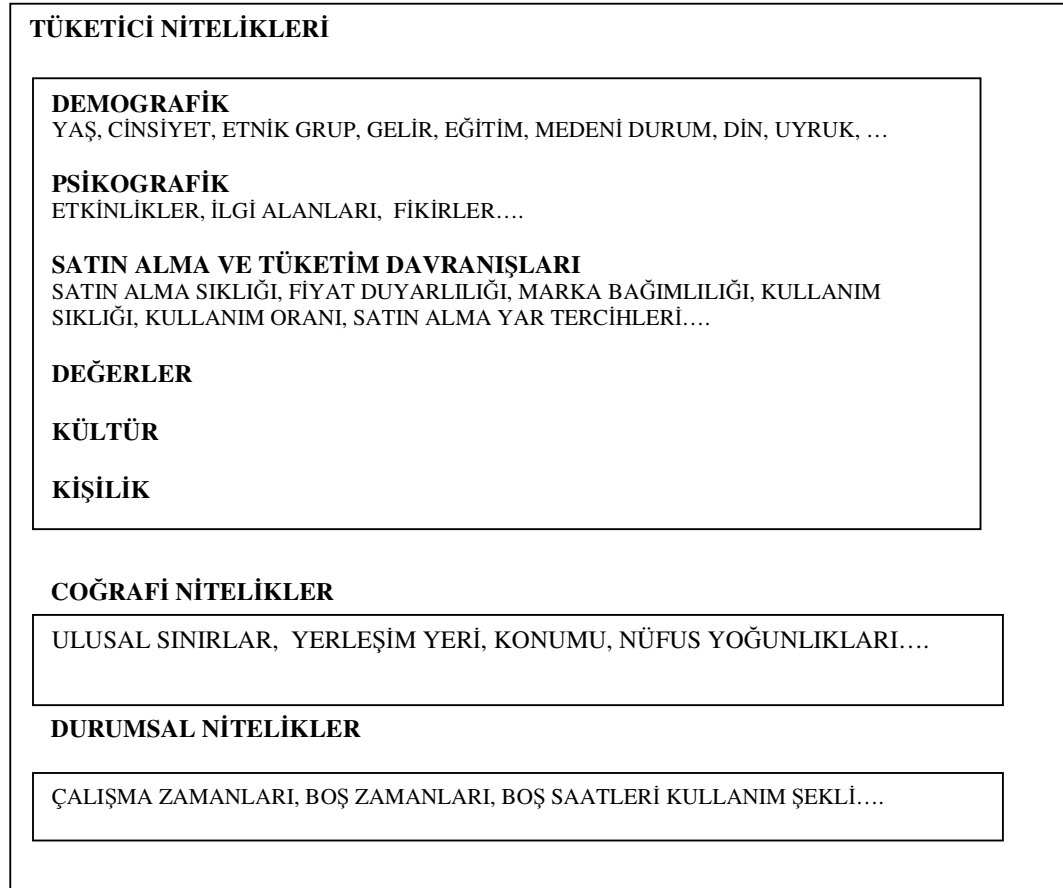 TÜKETİCİ NİTELİKLERİ
DEMOGRAFİK
YAŞ, CİNSİYET, ETNİK GRUP, GELİR, EĞİTİM, MEDENİ DURUM, DİN, UYRUK, …
PSİKOGRAFİK
ETKİNLİKLER, İLGİ ALANLARI, FİKİRLER….
SATIN ALMA VE TÜKETİM DAVRANIŞLARI
SATIN ALMA SIKLIĞI, FİYAT DUYARLILIĞI, MARKA BAĞIMLILIĞI, KULLANIM
SIKLIĞI, KULLANIM ORANI, SATIN ALMA YAR TERCİHLERİ….
DEĞERLER
KÜLTÜR
KİŞİLİK
COĞRAFİ NİTELİKLER
ULUSAL SINIRLAR, YERLEŞİM YERİ, KONUMU, NÜFUS YOĞUNLIKLARI….
DURUMSAL NİTELİKLER
ÇALIŞMA ZAMANLARI, BOŞ ZAMANLARI, BOŞ SAATLERİ KULLANIM ŞEKLİ….